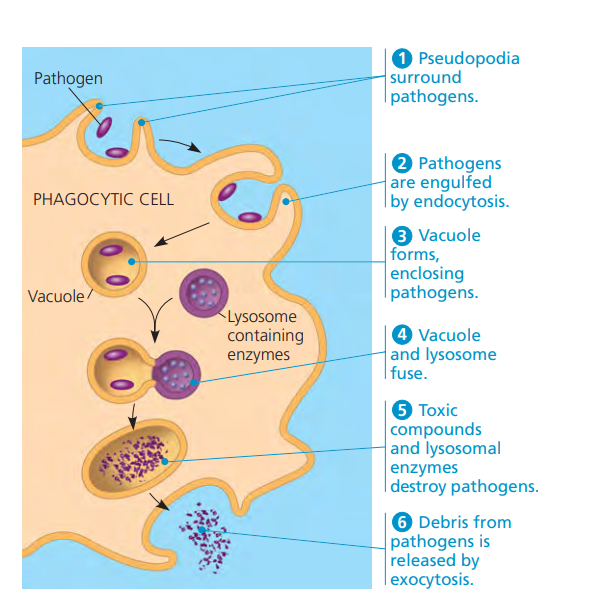 Pathogen
PHAGOCYTIC CELL
Vacuole
Lysosome
containing
enzymes
1 Pseudopodia
surround
pathogens.
2 Pathogens
are engulfed
by endocytosis.
3 Vacuole
forms,
enclosing
pathogens.
4 Vacuole
and lysosome
fuse.
5 Toxic
compounds
and lysosomal
enzymes
destroy pathogens.
6 Debris from
pathogens is
released by
exocytosis.